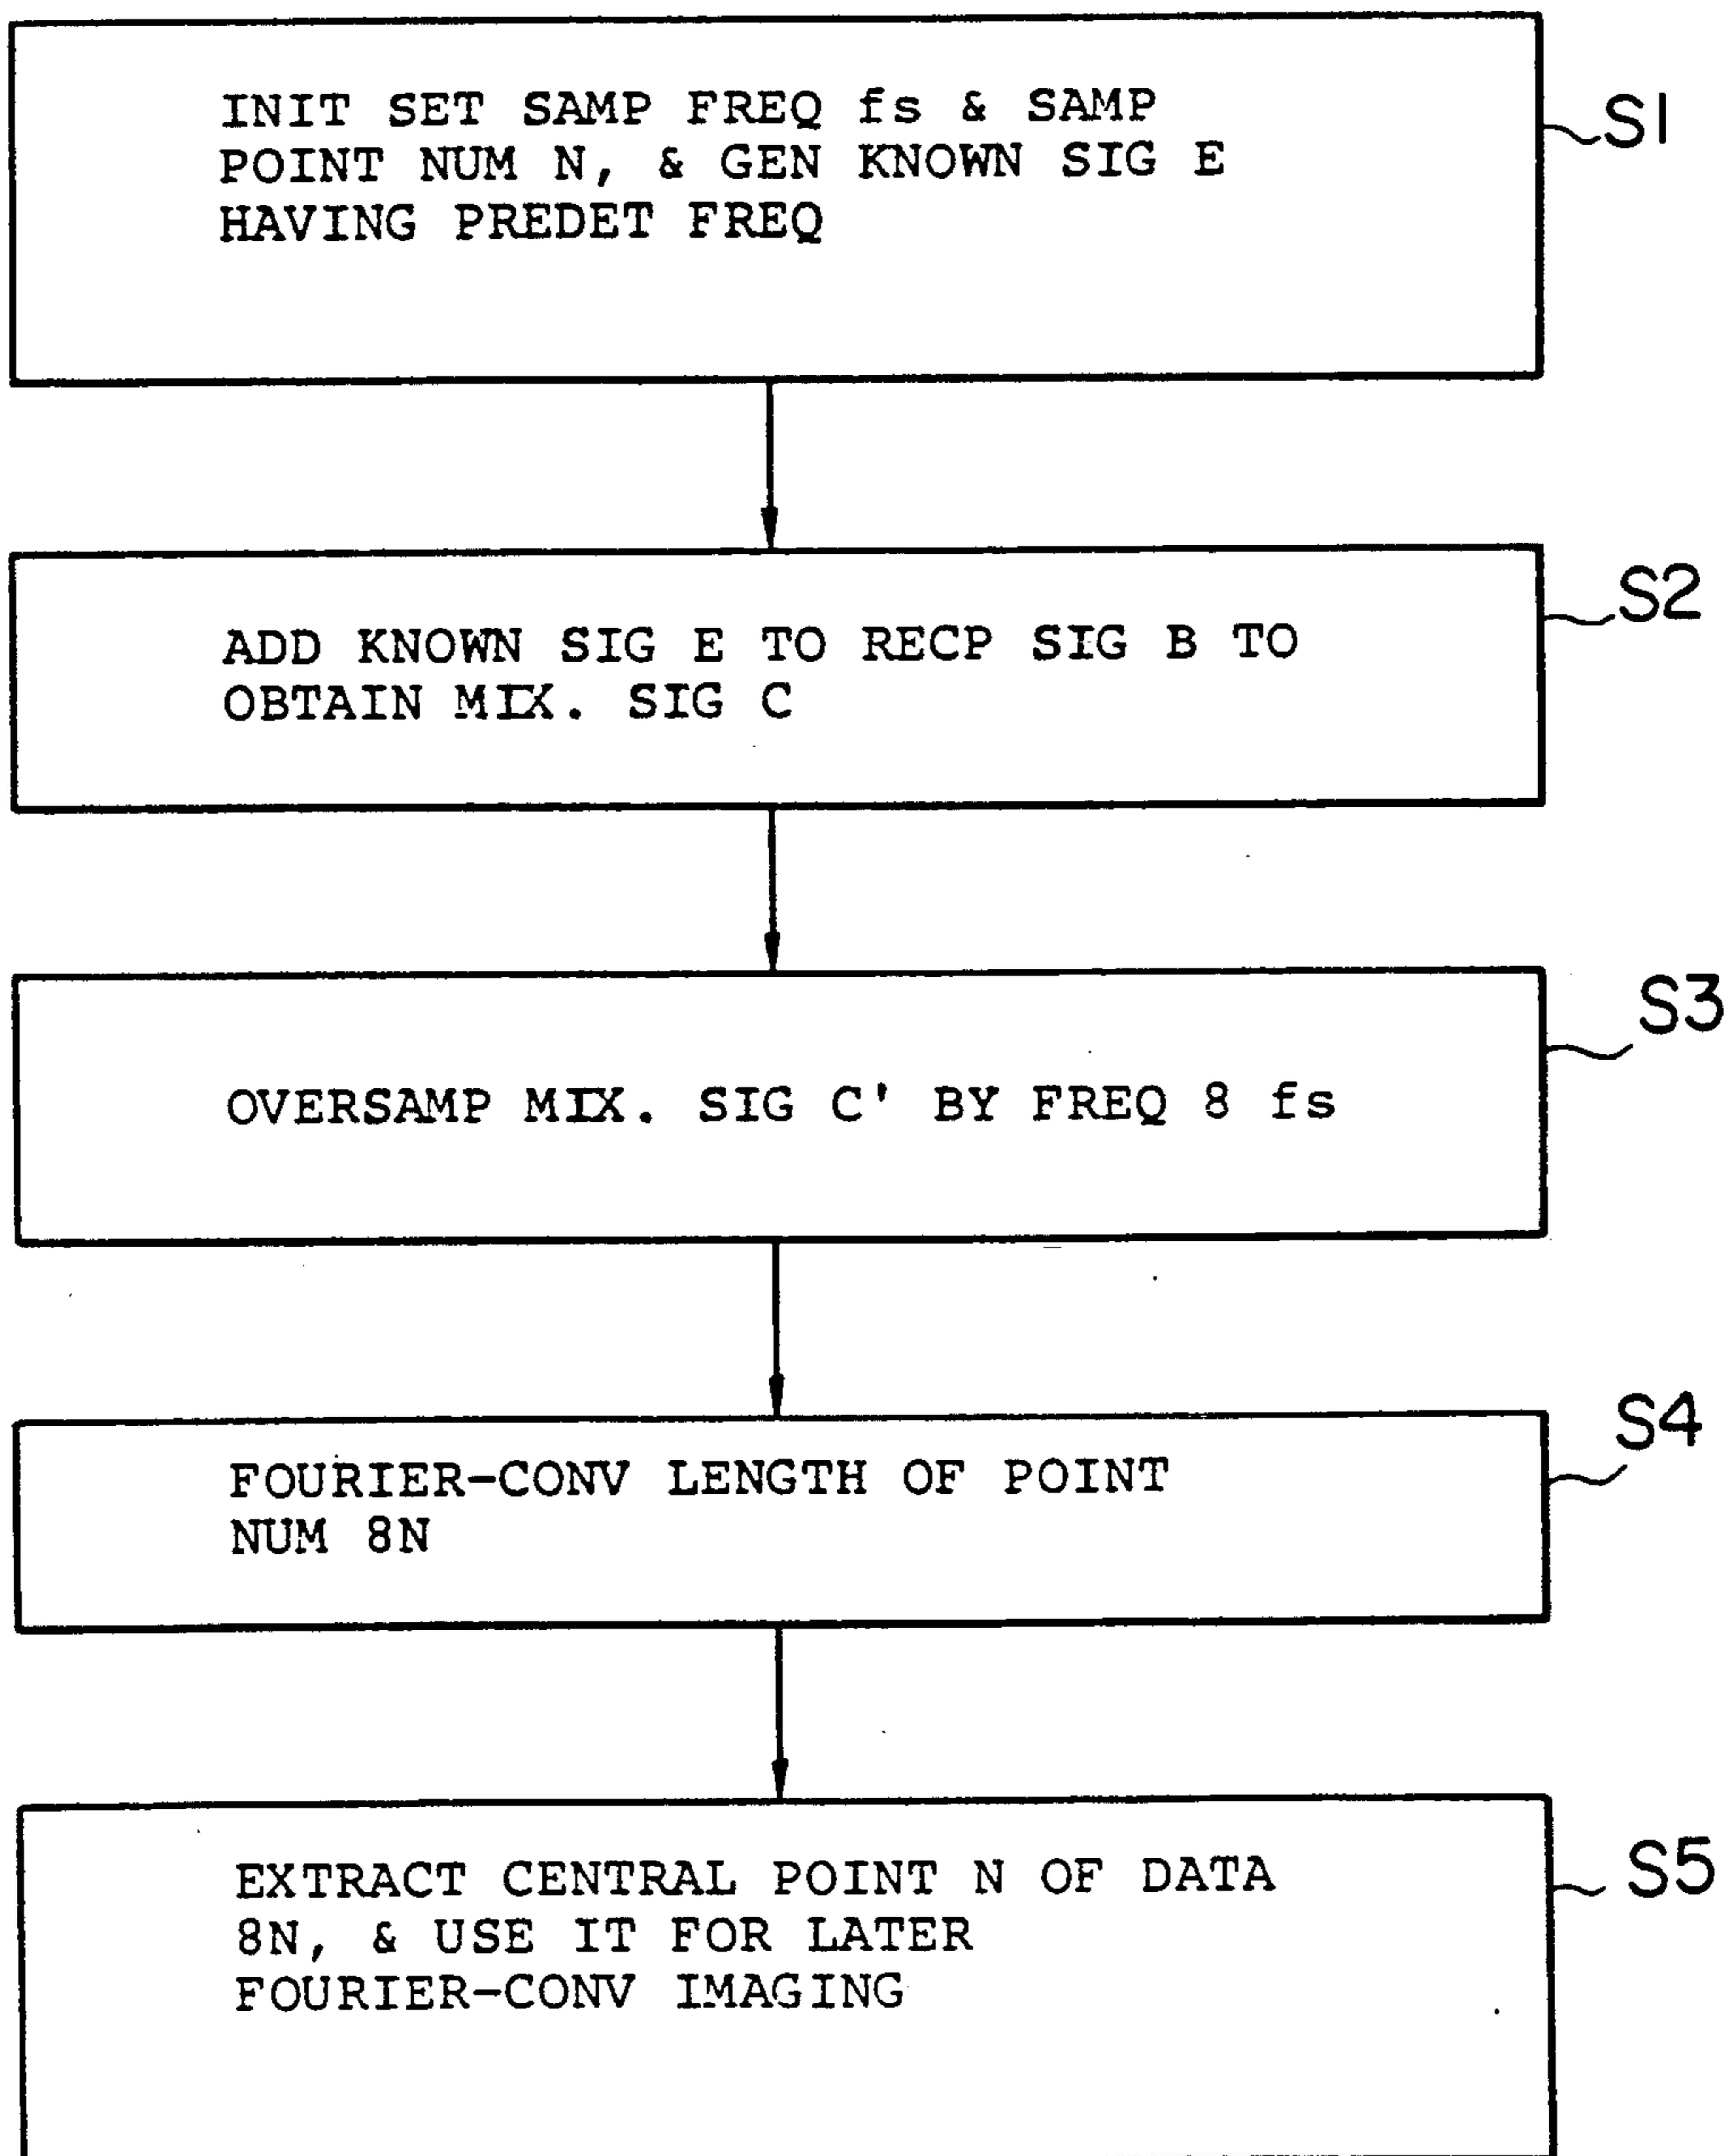 INIT SET SAMP FREQ fs & SAMP
POINT NUM N, & GEN KNOWN SIG E
HAVING PREDET FREQ
S1
ADD KNOWN SIG E TO RECP SIG B TO
OBTAIN MIX. SIG C
S2
OVERSAMP MIX. SIG C' BY FREQ 8 fs
S3
FOURIER-CONV LENGTH OF POINT
NUM 8N
S4
EXTRACT CENTRAL POINT N OF DATA
8N, & USE IT FOR LATER
FOURIER-CONV IMAGING
S5